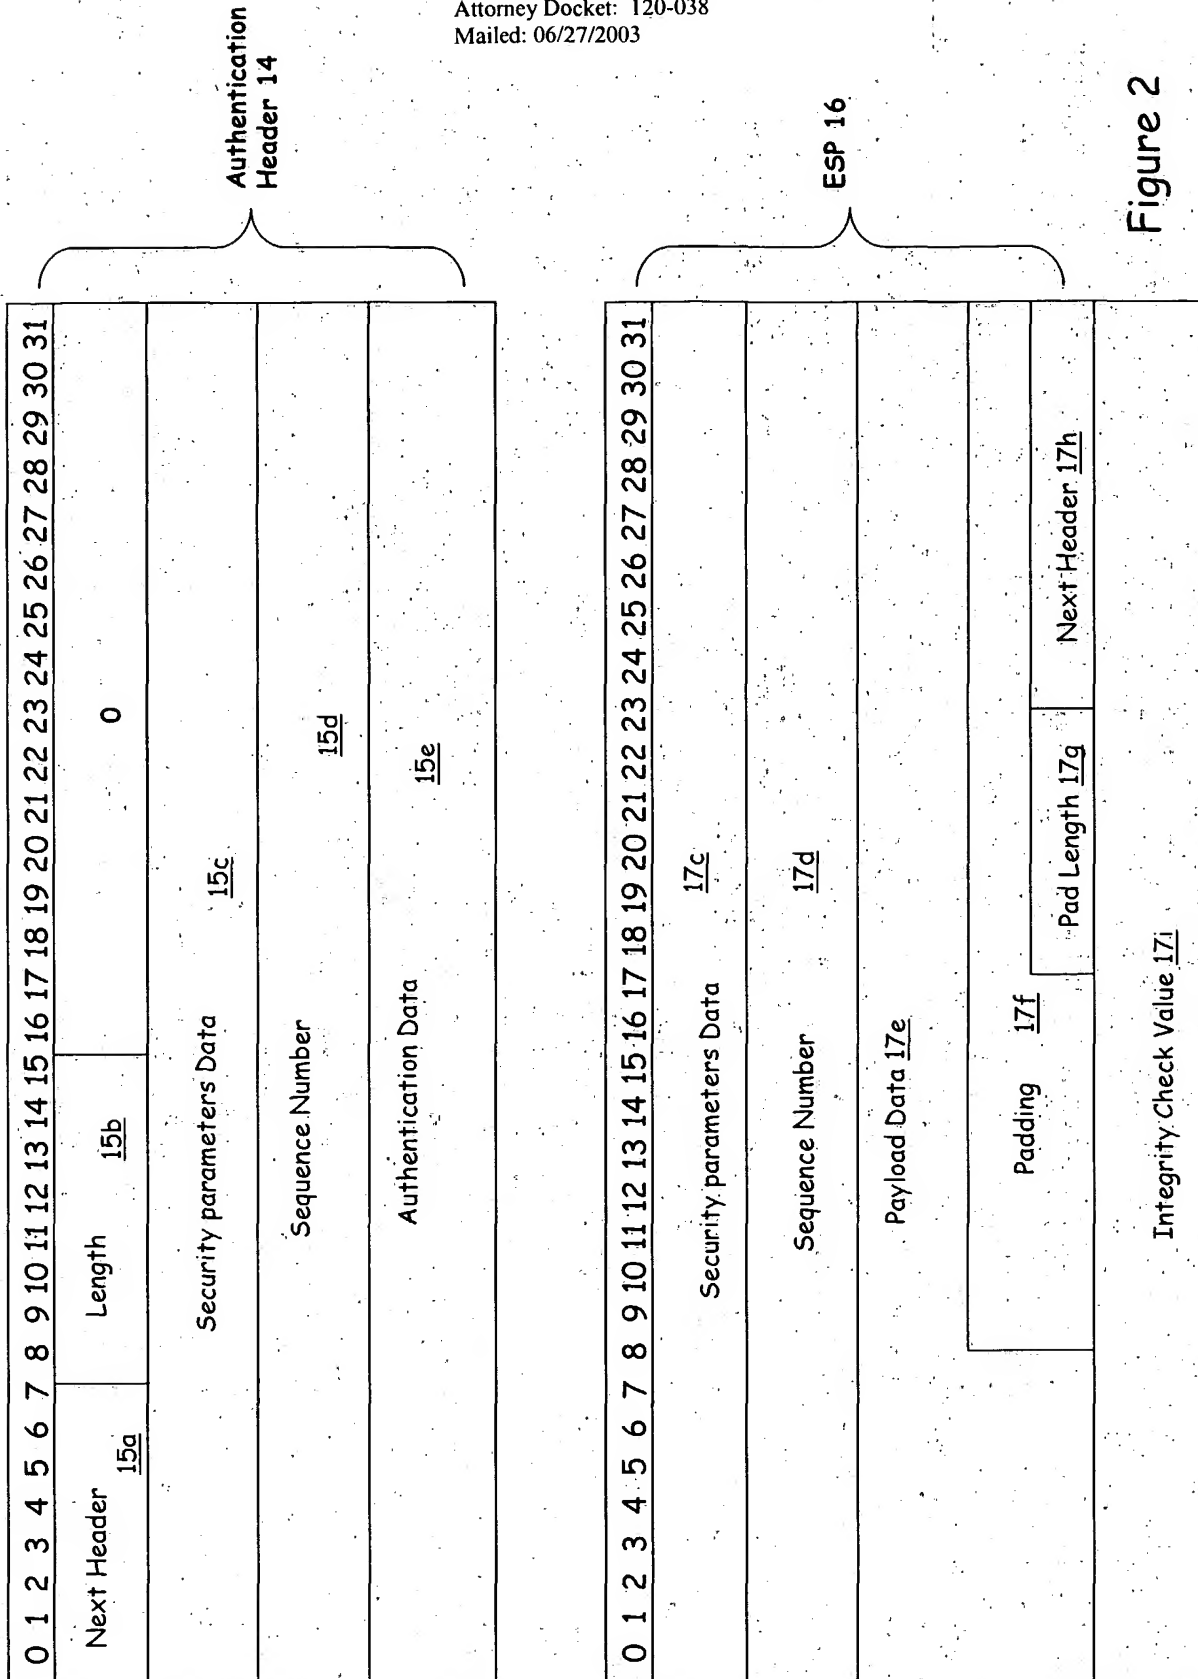 Attorney Docket: 120-038
Mailed: 06/27/2003
0 1 2 3 4 5 6 7 8 9 10 11 12 13 14 15 16 17 18 19 20 21 22 23 24 25 26 27 28 29 30 31
Next Header 15a
Length 15b
0
Security parameters Data 15c
Sequence Number 15d
Authentication Data 15e
Authentication
Header 14
0 1 2 3 4 5 6 7 8 9 10 11 12 13 14 15 16 17 18 19 20 21 22 23 24 25 26 27 28 29 30 31
Security parameters Data 17c
Sequence Number 17d
Payload Data 17e
Padding 17f
Pad Length 17g
Next Header 17h
Integrity Check Value 17i
ESP 16
Figure 2